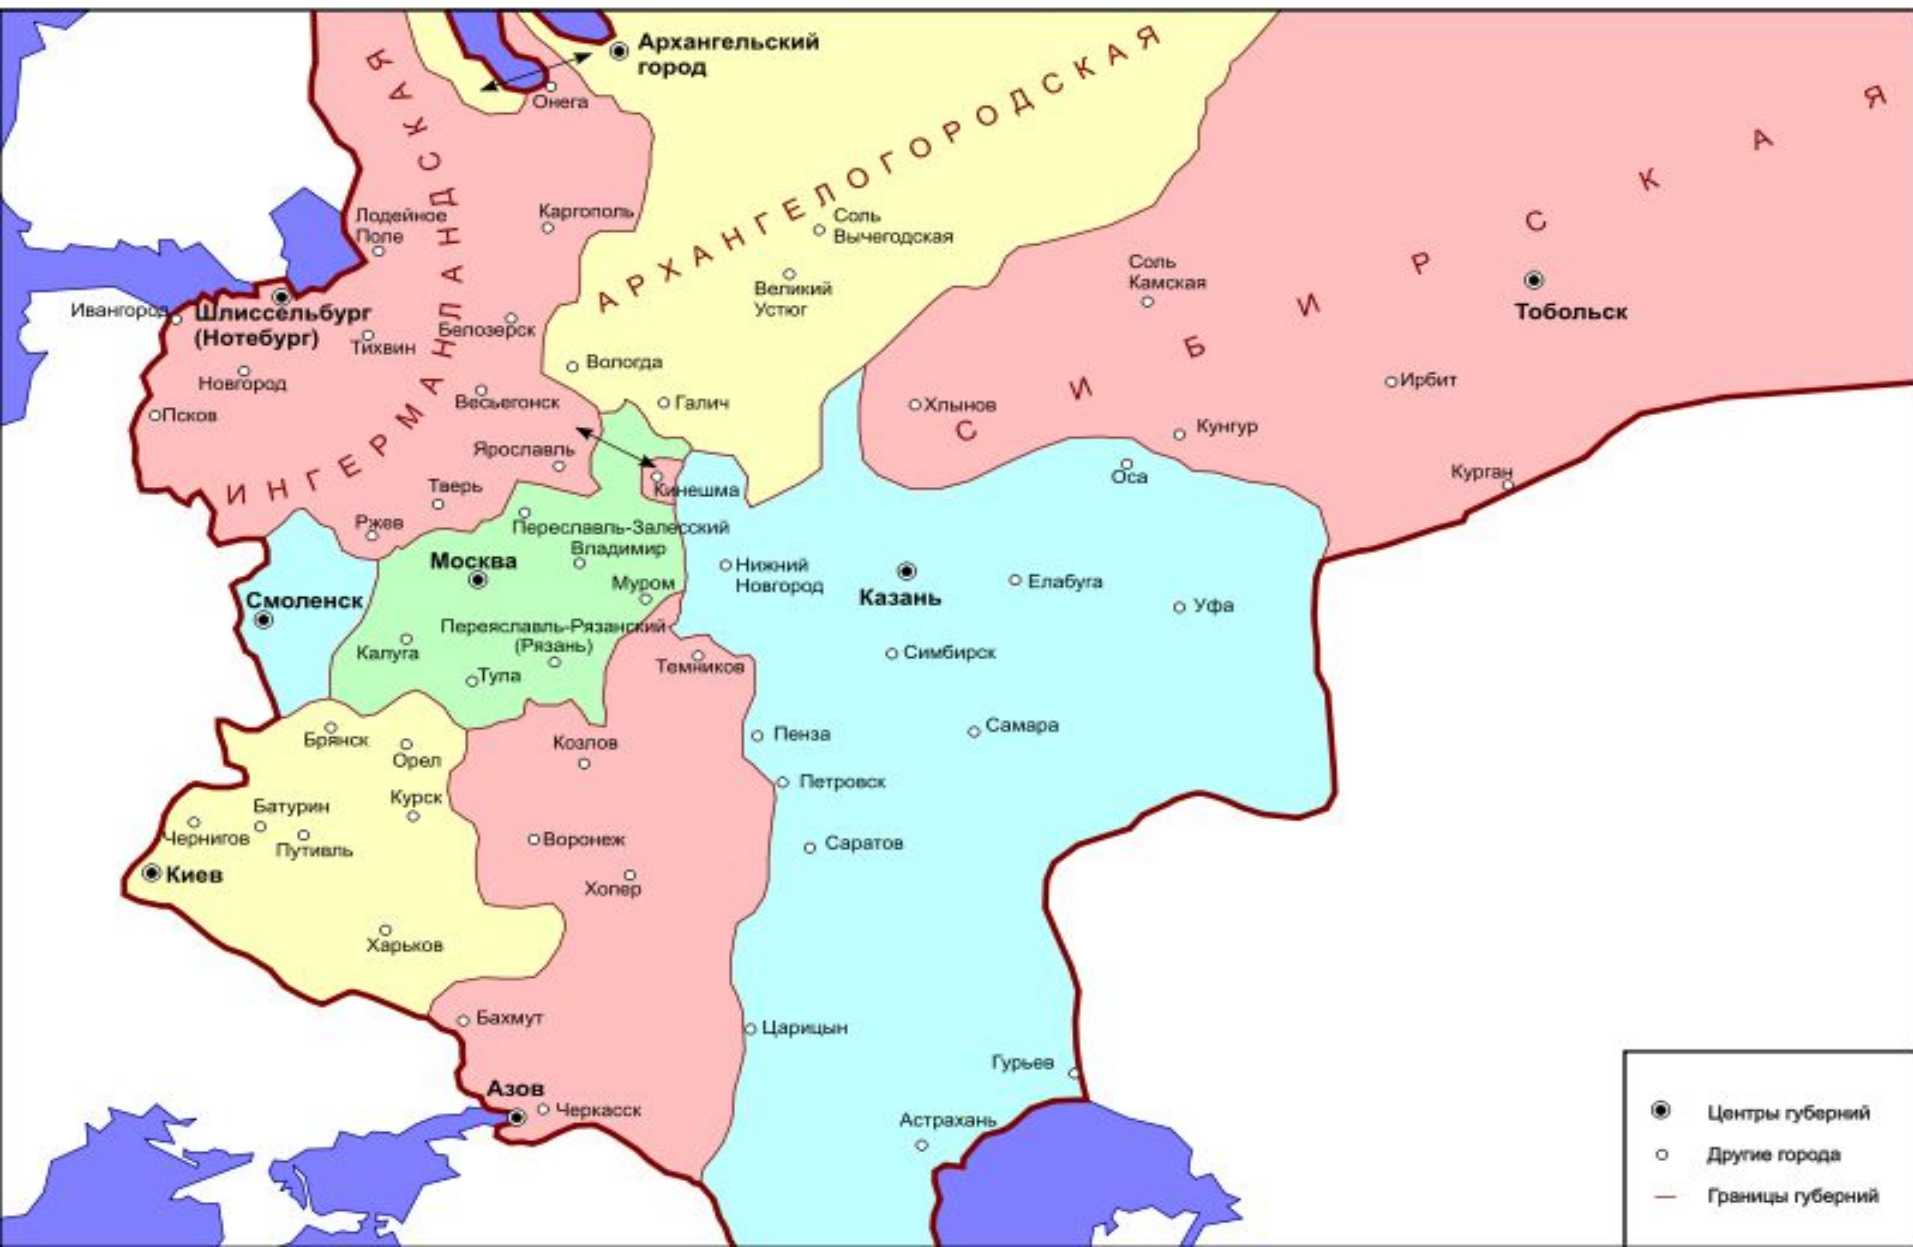 Архангельский
город
Онега
ИНГЕРМАНЛАНДСКАЯ
АРХАНГЕЛОГОРОДСКАЯ
СИБИРСКАЯ
Лодейное
Поле
Каргополь
Соль
Вычегодская
Великий
Устюг
Соль
Камская
Тобольск
Ивангород
Шлиссельбург
(Нотебург)
Тихвин
Белозерск
Новгород
Псков
Весьегонск
Вологда
Галич
Хлынов
Кунгур
Ирбит
Курган
Оса
Ярославль
Тверь
Ржев
Кинешма
Переславль-Залесский
Владимир
Москва
Муром
Нижний
Новгород
Казань
Елабуга
Уфа
Смоленск
Переяславль-Рязанский
(Рязань)
Калуга
Тула
Темников
Симбирск
Брянск
Орел
Козлов
Пенза
Самара
Петровск
Курск
Батурин
Чернигов
Путивль
Киев
Воронеж
Хопер
Саратов
Харьков
Бахмут
Царицын
Гурьев
Азов
Черкасск
Астрахань
Центры губерний
Другие города
Границы губерний